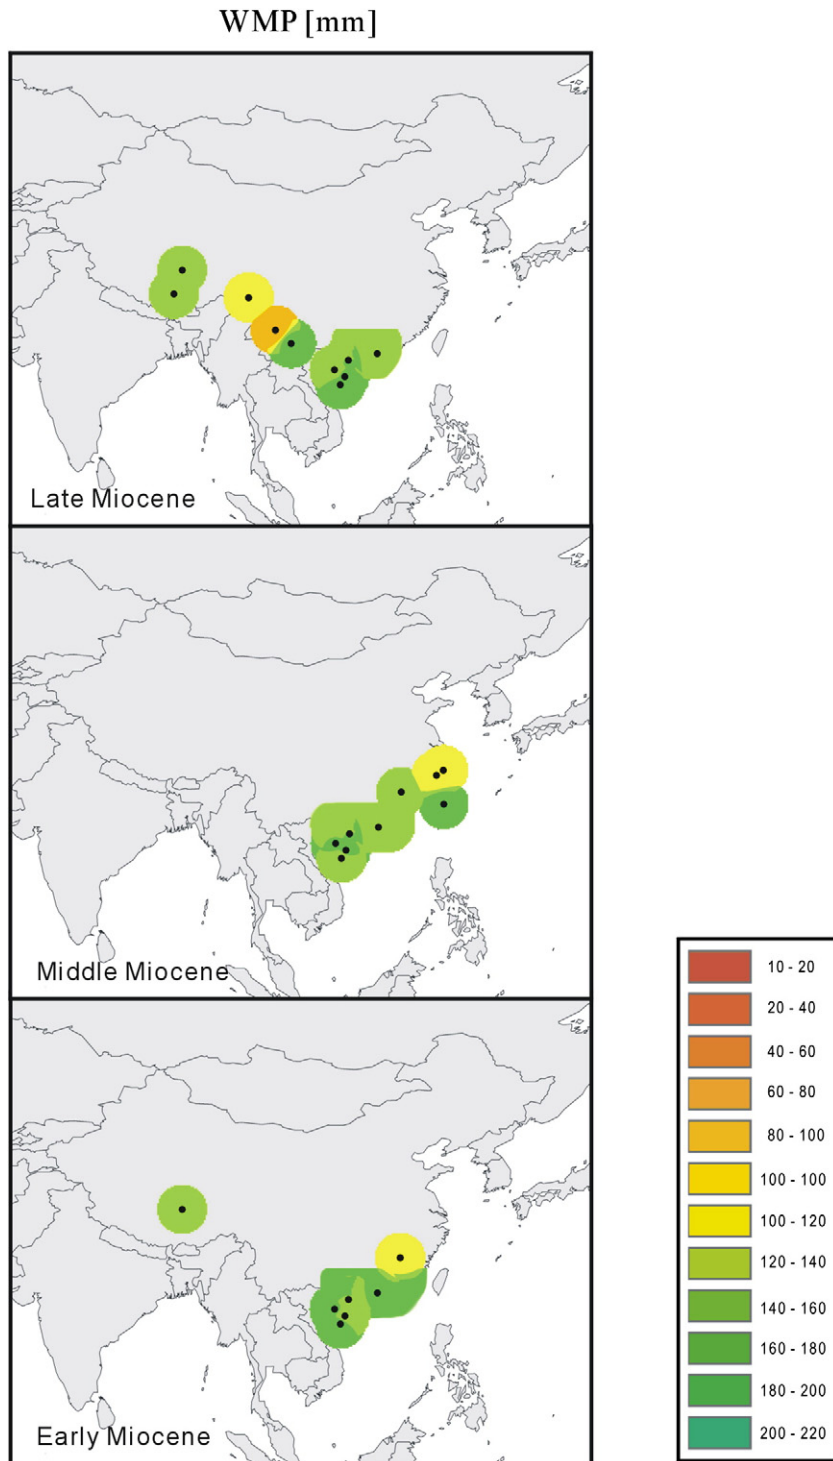 WMP [mm]
Late Miocene
Middle Miocene
Early Miocene
10 - 20
20 - 40
40 - 60
60 - 80
80 - 100
100 - 100
100 - 120
120 - 140
140 - 160
160 - 180
180 - 200
200 - 220